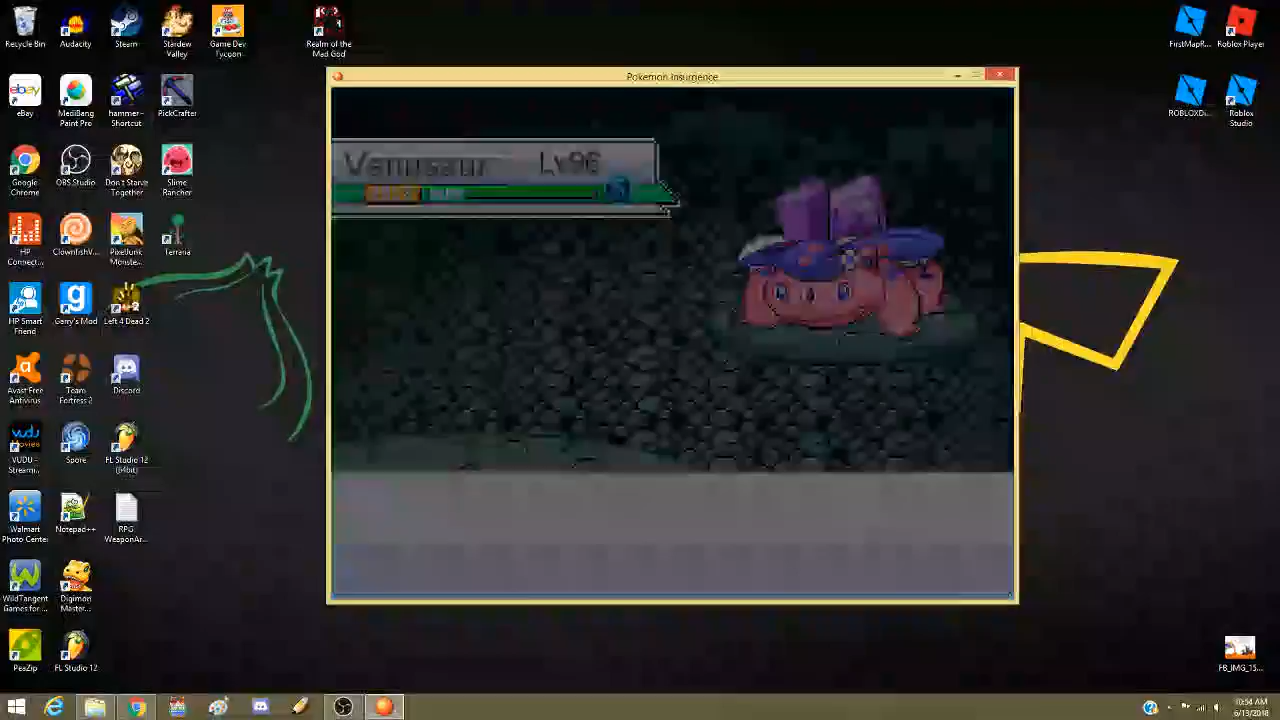 Recycle Bin
Audacity
Steam
Stardew
Valley
Game Dev
Tycoon
Realm of the
Mad God
FirstMapR...
Roblox Player
Pokemon Insurgence
eBay
MediBang
Paint Pro
hammer -
Shortcut
PickCrafter
ROBLOXDi...
Roblox
Studio
Venusaur Lv96
Google
Chrome
OBS Studio
Don't Starve
Together
Slime
Rancher
HP
Connect...
ClownfishV...
PixelJunk
Monste...
Terraria
HP Smart
Friend
Garry's Mod
Left 4 Dead 2
Avast Free
Antivirus
Team
Fortress 2
Discord
VUDU -
Stream...
Spore
FL Studio 12
(64bit)
Walmart
Photo Center
Notepad++
RPG
WeaponAr...
WildTangent
Games for...
Digimon
Master...
PeaZip
FL Studio 12
FB_IMG_15...
10:54 AM
6/13/2018